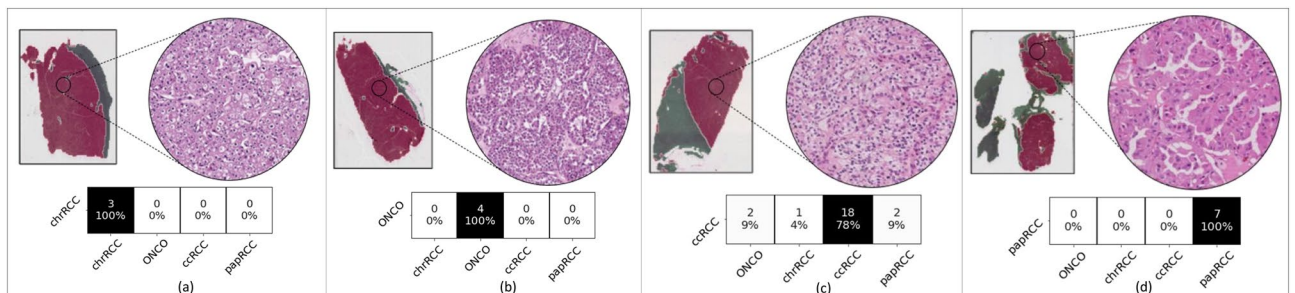 chrRCC
3 0 0 0
100% 0% 0% 0%
chrRCC ONCO ccRCC papRCC
(a)
ONCO
0 4 0 0
0% 100% 0% 0%
chrRCC ONCO ccRCC papRCC
(b)
ccRCC
2 1 18 2
9% 4% 78% 9%
ONCO chrRCC ccRCC papRCC
(c)
papRCC
0 0 0 7
0% 0% 0% 100%
ONCO chrRCC ccRCC papRCC
(d)